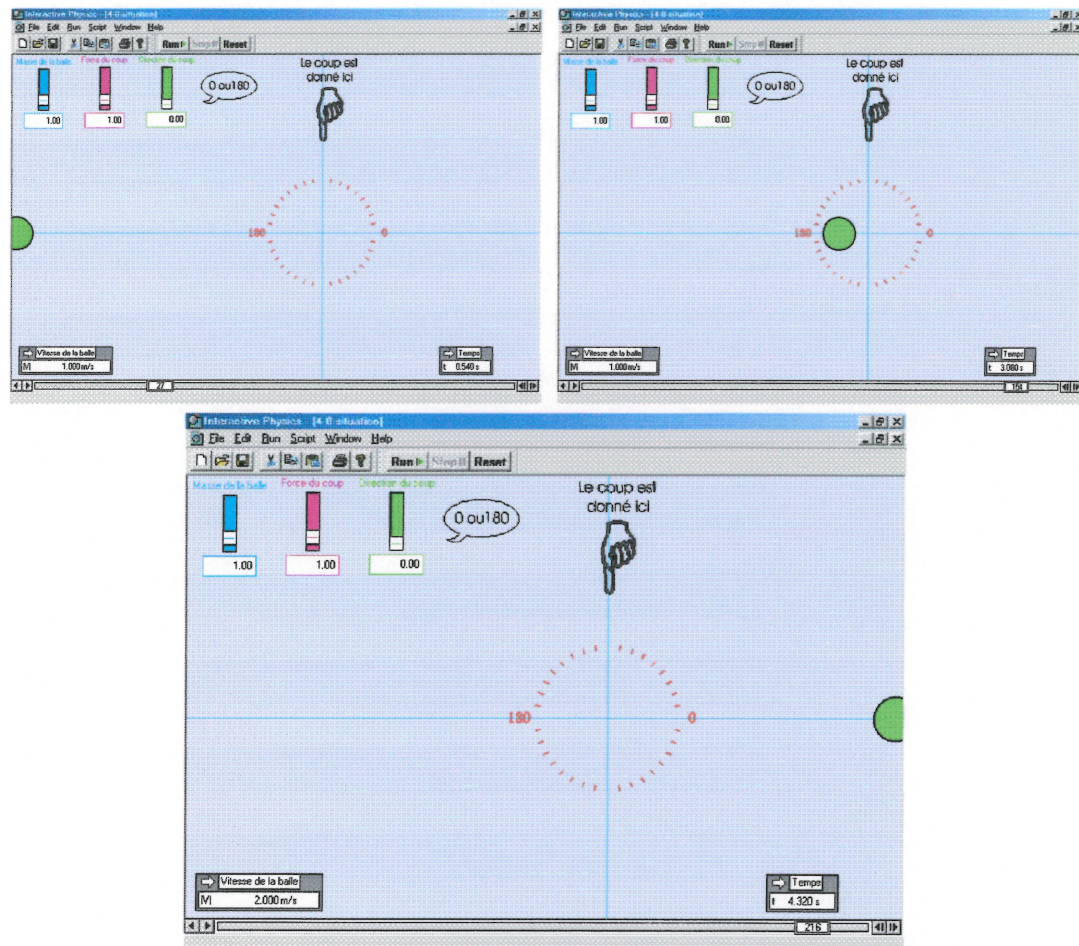 Interactive Physics - [4-8-situation]
File Edit Run Script Window Help
Run Stop Reset
Masse de la balle Force du coup Direction du coup
0 ou180
Le coup est
donné ici
1.00 1.00 0.00
180 0
Vitesse de la balle
|V| 1.000 m/s
Temps
t 0.540 s
27
Interactive Physics - [4-8-situation]
File Edit Run Script Window Help
Run Stop Reset
Masse de la balle Force du coup Direction du coup
0 ou180
Le coup est
donné ici
1.00 1.00 0.00
180 0
Vitesse de la balle
|V| 1.000 m/s
Temps
t 3.080 s
154
Interactive Physics - [4-8-situation]
File Edit Run Script Window Help
Run Stop Reset
Masse de la balle Force du coup Direction du coup
0 ou180
Le coup est
donné ici
1.00 1.00 0.00
180 0
Vitesse de la balle
|V| 2.000 m/s
Temps
t 4.320 s
216